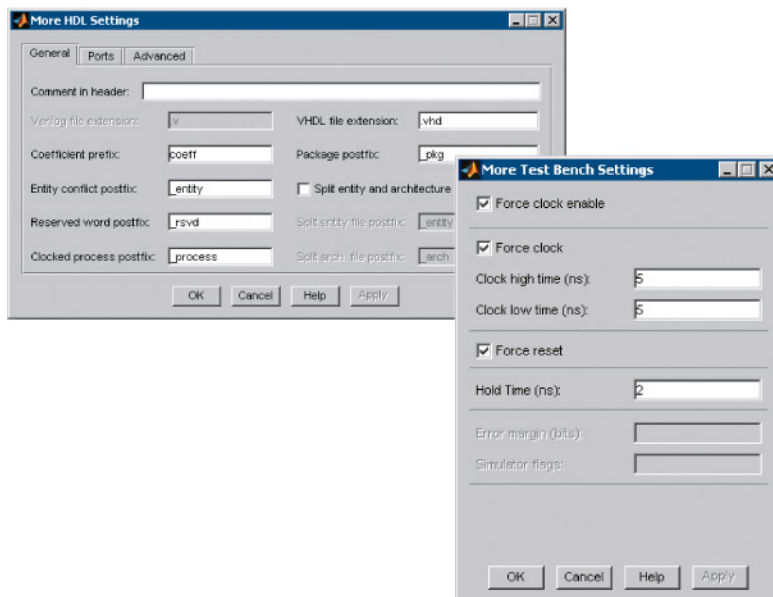 More HDL Settings
General Ports Advanced
Comment in header:
Verilog file extension: .v VHDL file extension: .vhd
Coefficient prefix: coeff Package postfix: _pkg
Entity conflict postfix: _entity Split entity and architecture
Reserved word postfix: _rsvd Split entity file postfix: _entity
Clocked process postfix: _process Split arch. file postfix: _arch
OK Cancel Help Apply
More Test Bench Settings
Force clock enable
Force clock
Clock high time (ns): 5
Clock low time (ns): 5
Force reset
Hold Time (ns): 2
Error margin (bits):
Simulator flags:
OK Cancel Help Apply